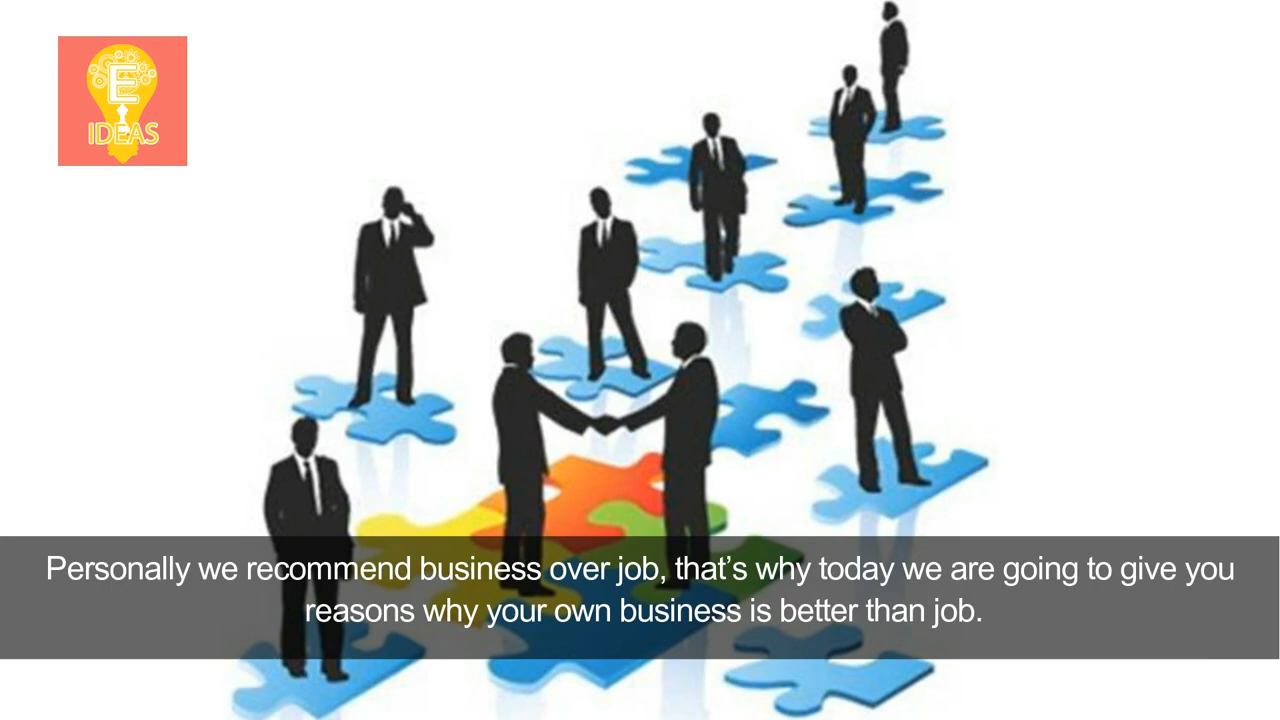 E
IDEAS
Personally we recommend business over job, that’s why today we are going to give you
reasons why your own business is better than job.